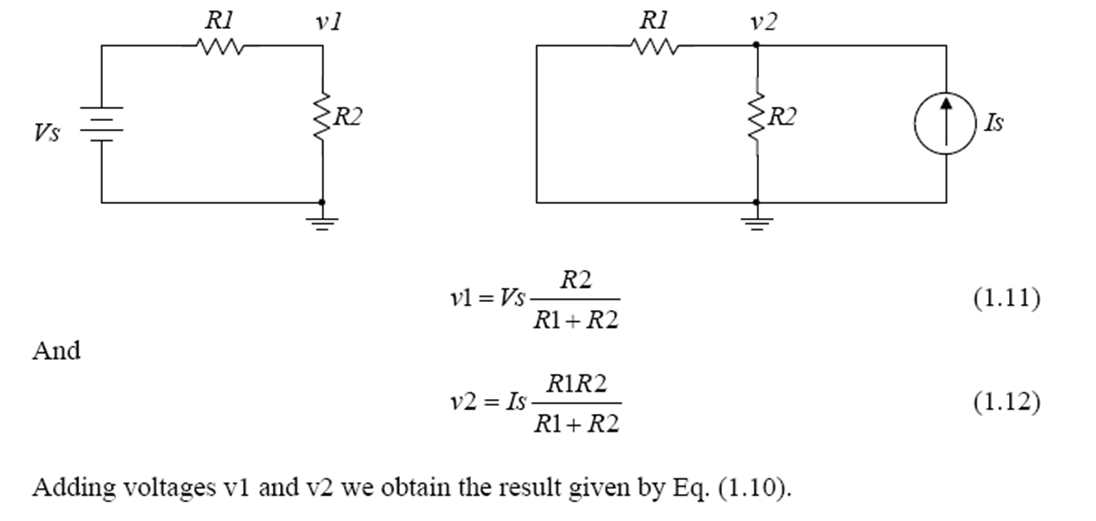 R1 v1 R1 v2
Vs R2 R2 Is
v1 = Vs R2 / R1 + R2 (1.11)
And
v2 = Is R1R2 / R1 + R2 (1.12)
Adding voltages v1 and v2 we obtain the result given by Eq. (1.10).